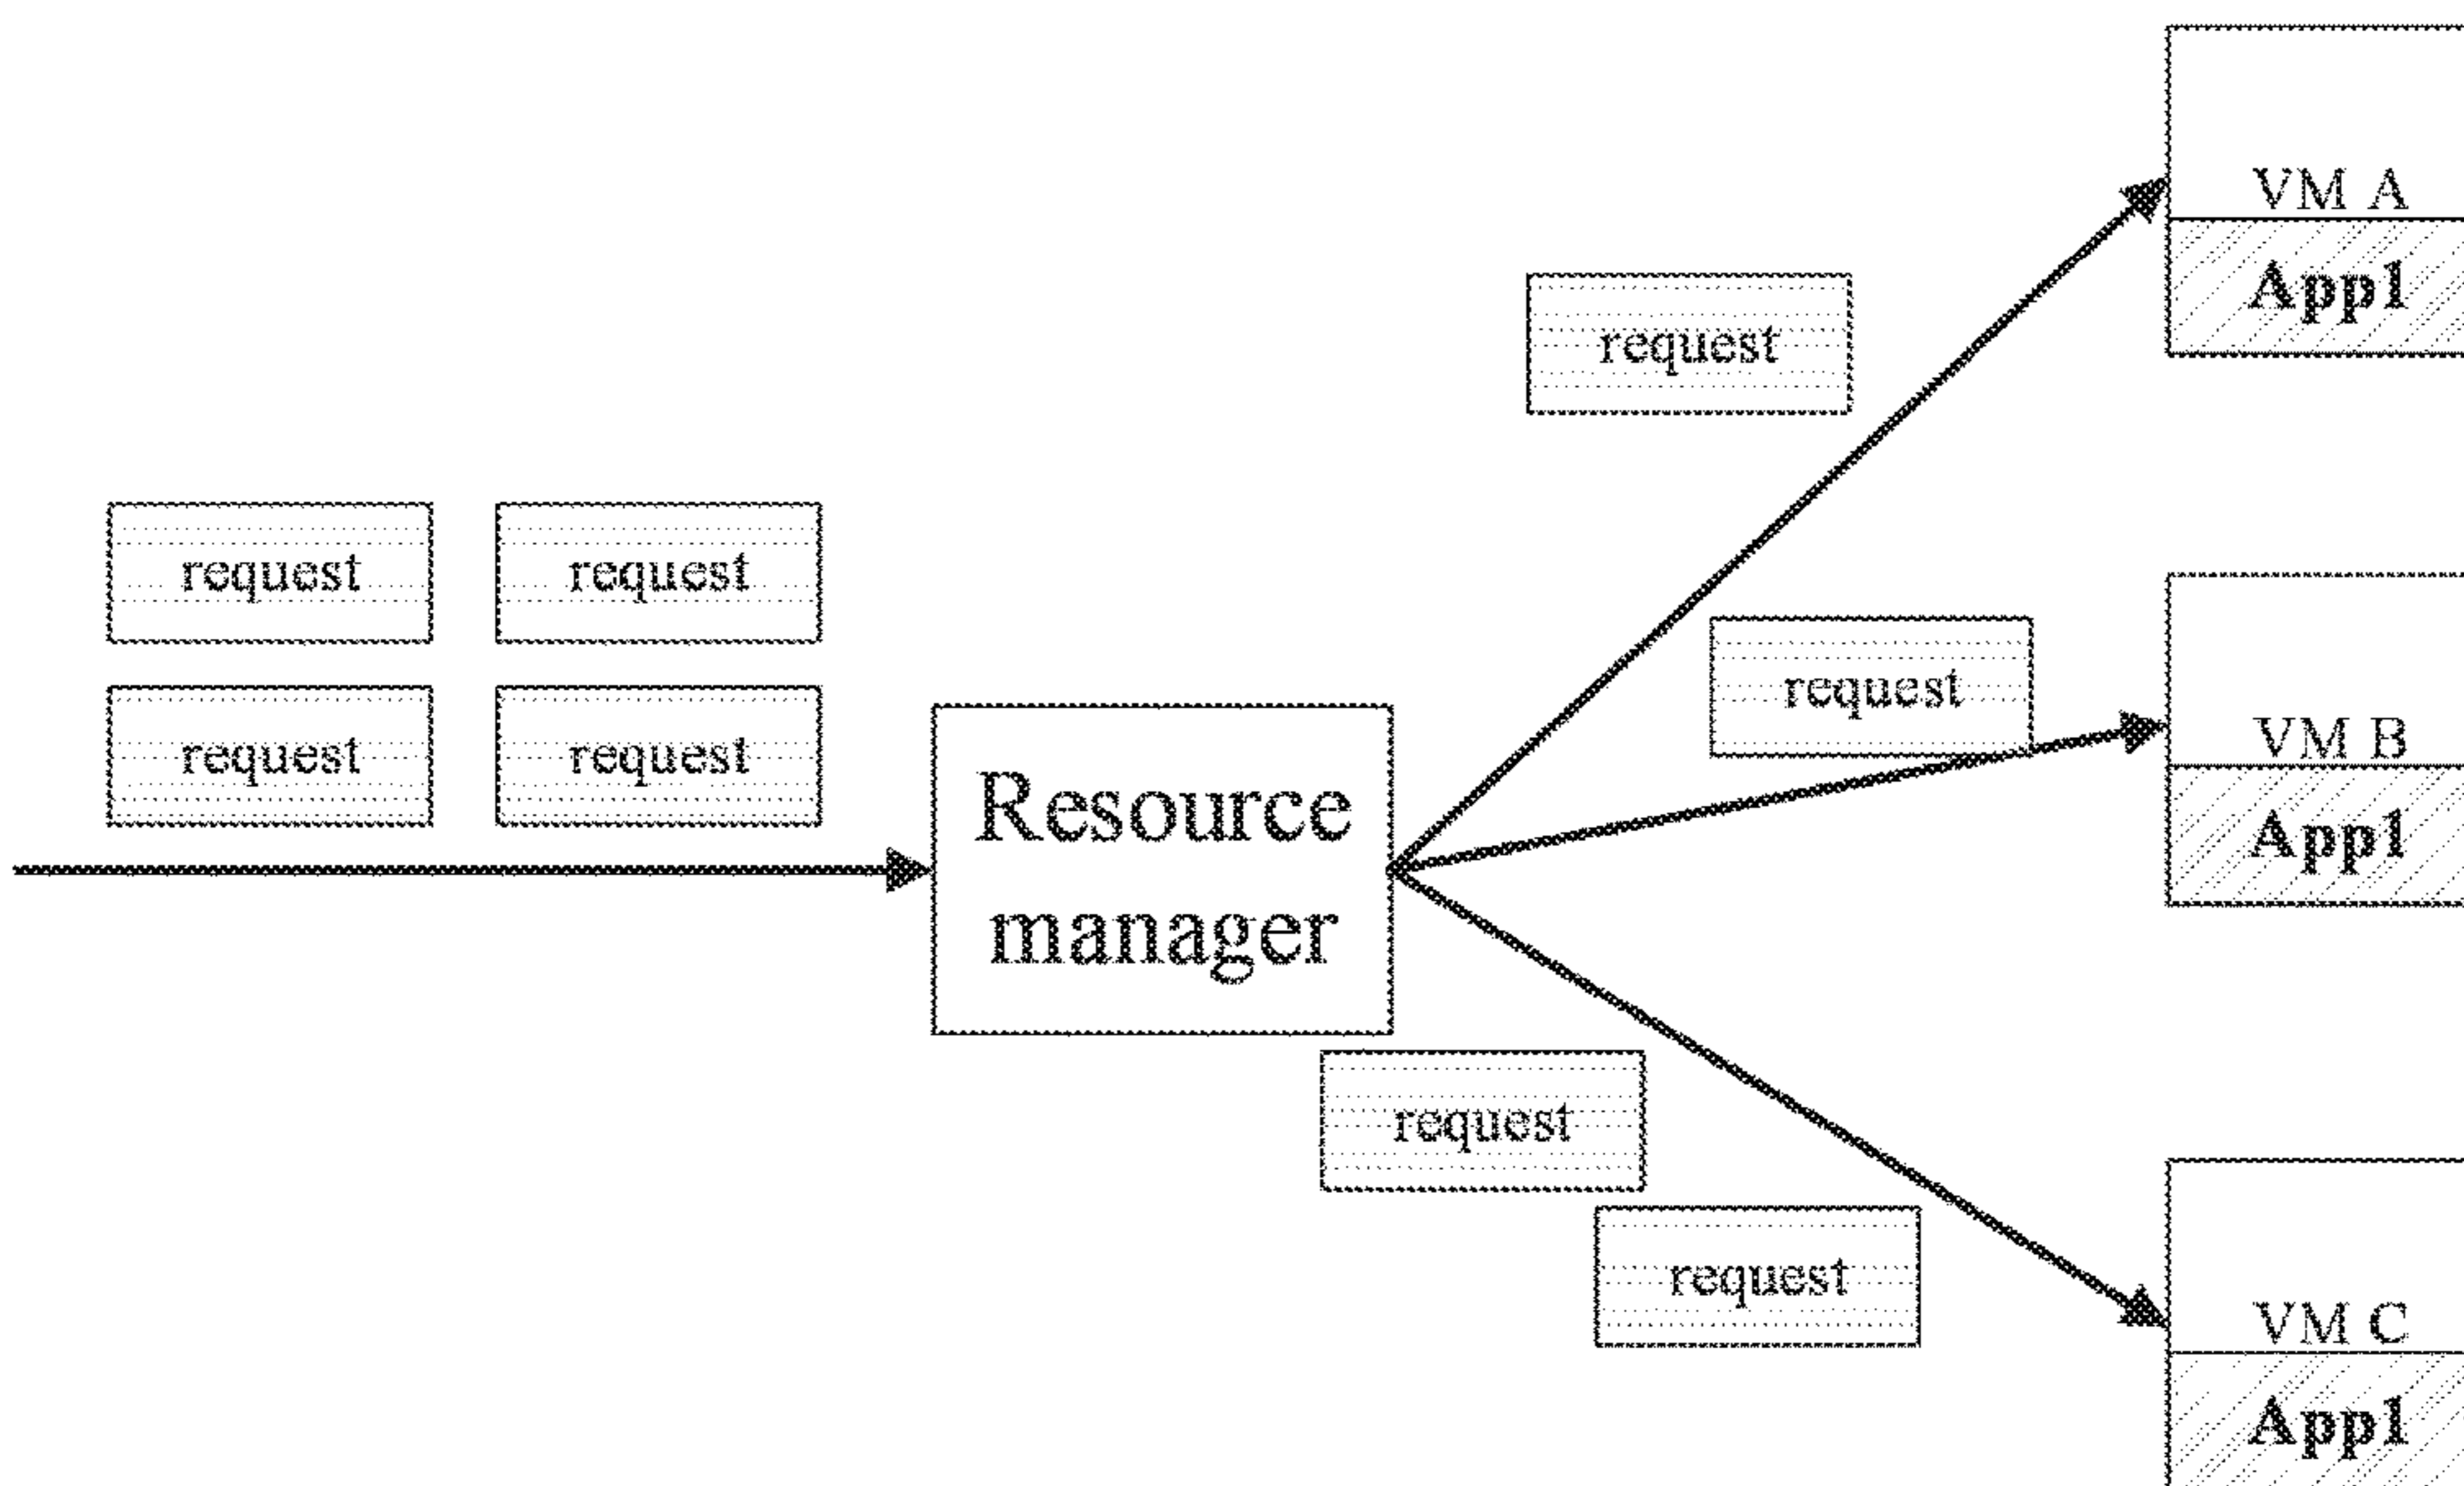 request
request
request
request
Resource
manager
request
request
request
request
VM A
App1
VM B
App1
VM C
App1